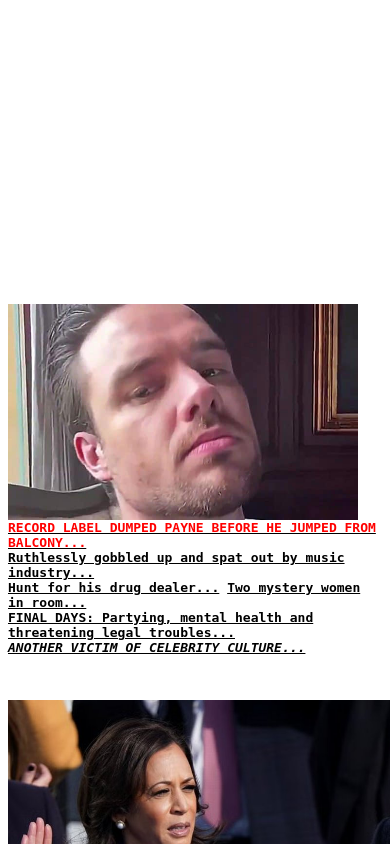 RECORD LABEL DUMPED PAYNE BEFORE HE JUMPED FROM
BALCONY...
Ruthlessly gobbled up and spat out by music
industry...
Hunt for his drug dealer... Two mystery women
in room...
FINAL DAYS: Partying, mental health and
threatening legal troubles...
ANOTHER VICTIM OF CELEBRITY CULTURE...